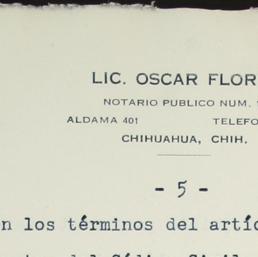 LIC. OSCAR FLOR
NOTARIO PUBLICO NUM.
ALDAMA 401 TELEFO
CHIHUAHUA, CHIH.
- 5 -
n los términos del artíc